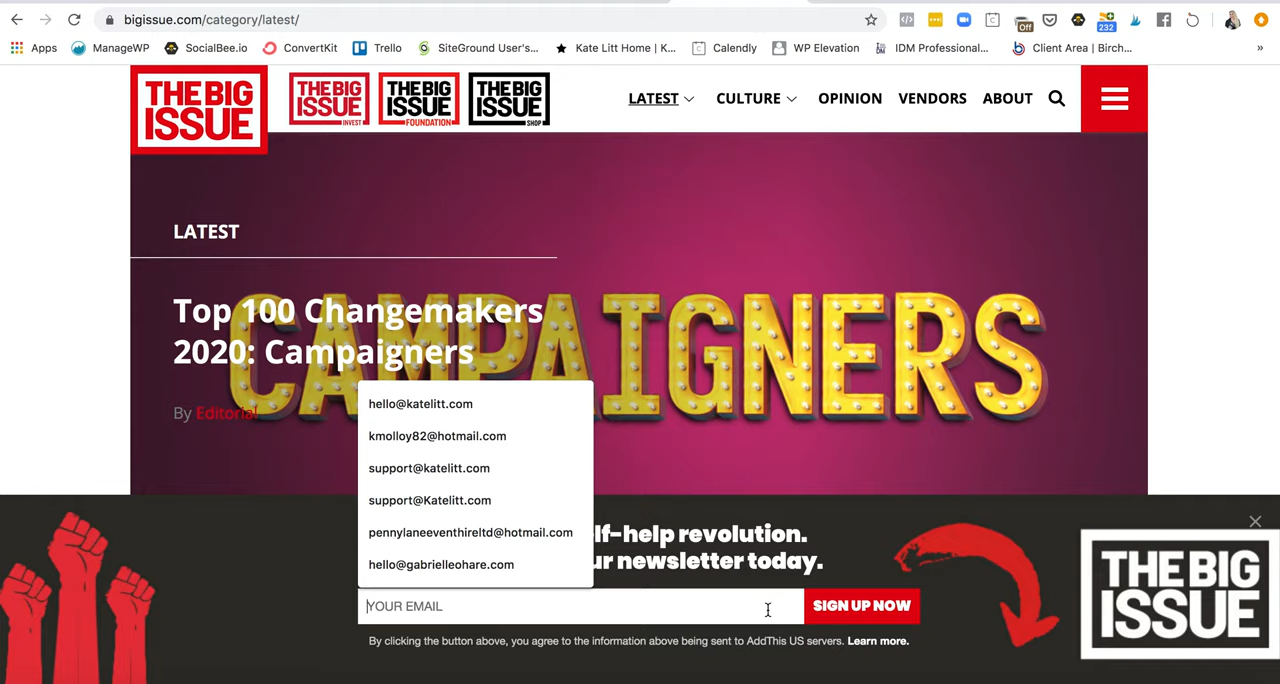 bigissue.com/category/latest/
Off
232
Apps
ManageWP
SocialBee.io
ConvertKit
Trello
SiteGround User's...
Kate Litt Home | K...
Calendly
WP Elevation
IDM Professional...
Client Area | Birch...
»
THE BIG
ISSUE
THE BIG
ISSUE
INVEST
THE BIG
ISSUE
FOUNDATION
THE BIG
ISSUE
SHOP
LATEST
CULTURE
OPINION
VENDORS
ABOUT
LATEST
CAMPAIGNERS
Top 100 Changemakers
2020: Campaigners
By Editorial
hello@katelitt.com
kmolloy82@hotmail.com
support@katelitt.com
support@Katelitt.com
pennylaneeventhireltd@hotmail.com
hello@gabrielleohare.com
lf-help revolution.
ur newsletter today.
YOUR EMAIL
SIGN UP NOW
By clicking the button above, you agree to the information above being sent to AddThis US servers. Learn more.
THE BIG
ISSUE